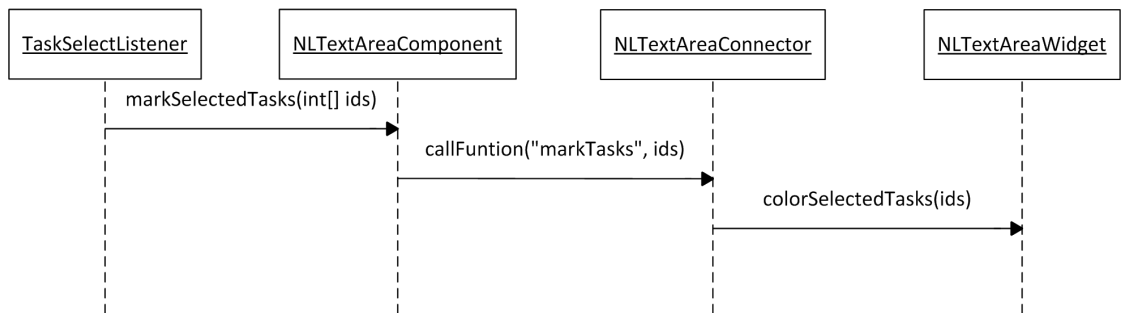 TaskSelectListener
NLTextAreaComponent
NLTextAreaConnector
NLTextAreaWidget
markSelectedTasks(int[] ids)
callFuntion("markTasks", ids)
colorSelectedTasks(ids)